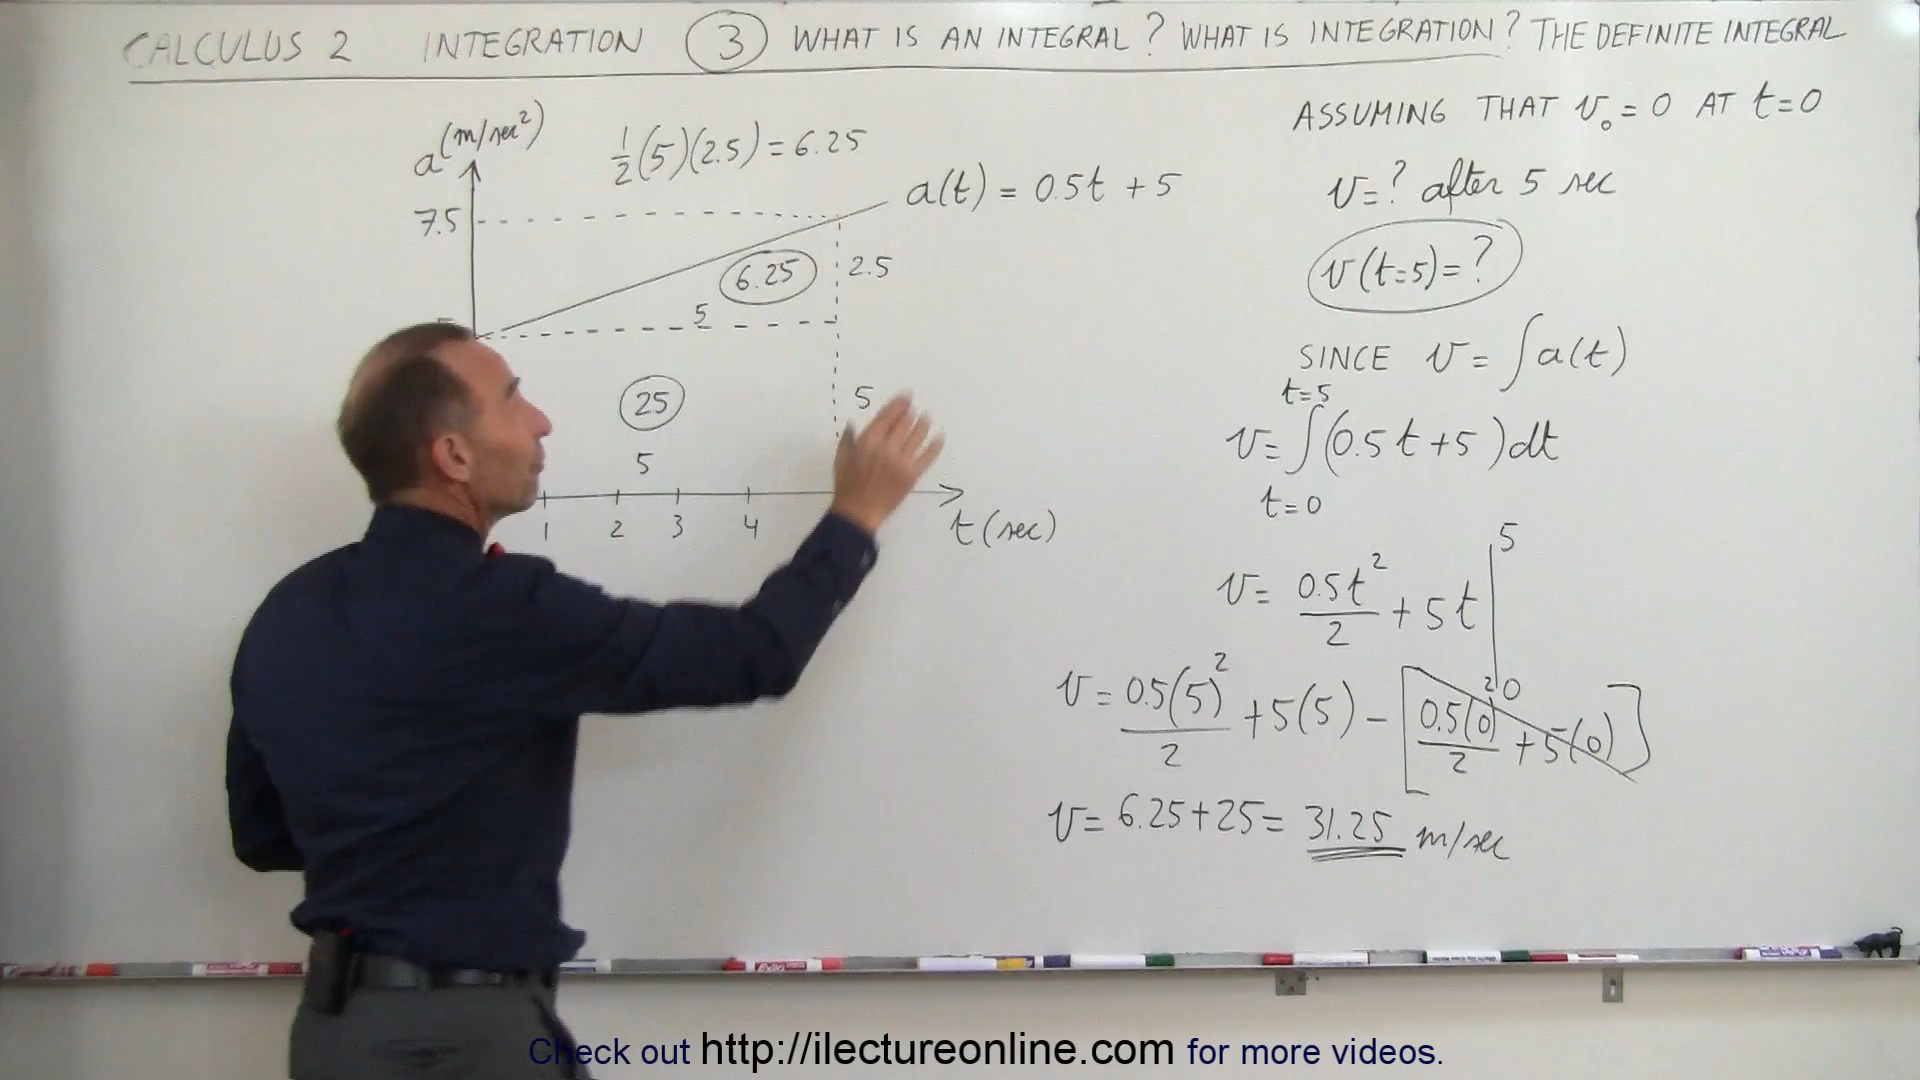 CALCULUS 2 INTEGRATION 3 WHAT IS AN INTEGRAL? WHAT IS INTEGRATION? THE DEFINITE INTEGRAL
a (m/sec²)
½(5)(2.5) = 6.25
7.5
a(t) = 0.5t + 5
6.25
2.5
5
25
5
5
1 2 3 4
t (sec)
ASSUMING THAT v₀ = 0 AT t=0
v=? after 5 sec
v(t=5)=?
SINCE v = ∫a(t)
t=5
v= ∫(0.5t+5)dt
t=0
v= 0.5t²/2 + 5t |₀⁵
v= 0.5(5)²/2 + 5(5) - [0.5(0)²/2 + 5(0)]
v= 6.25+25= 31.25 m/sec
Check out http://ilectureonline.com for more videos.